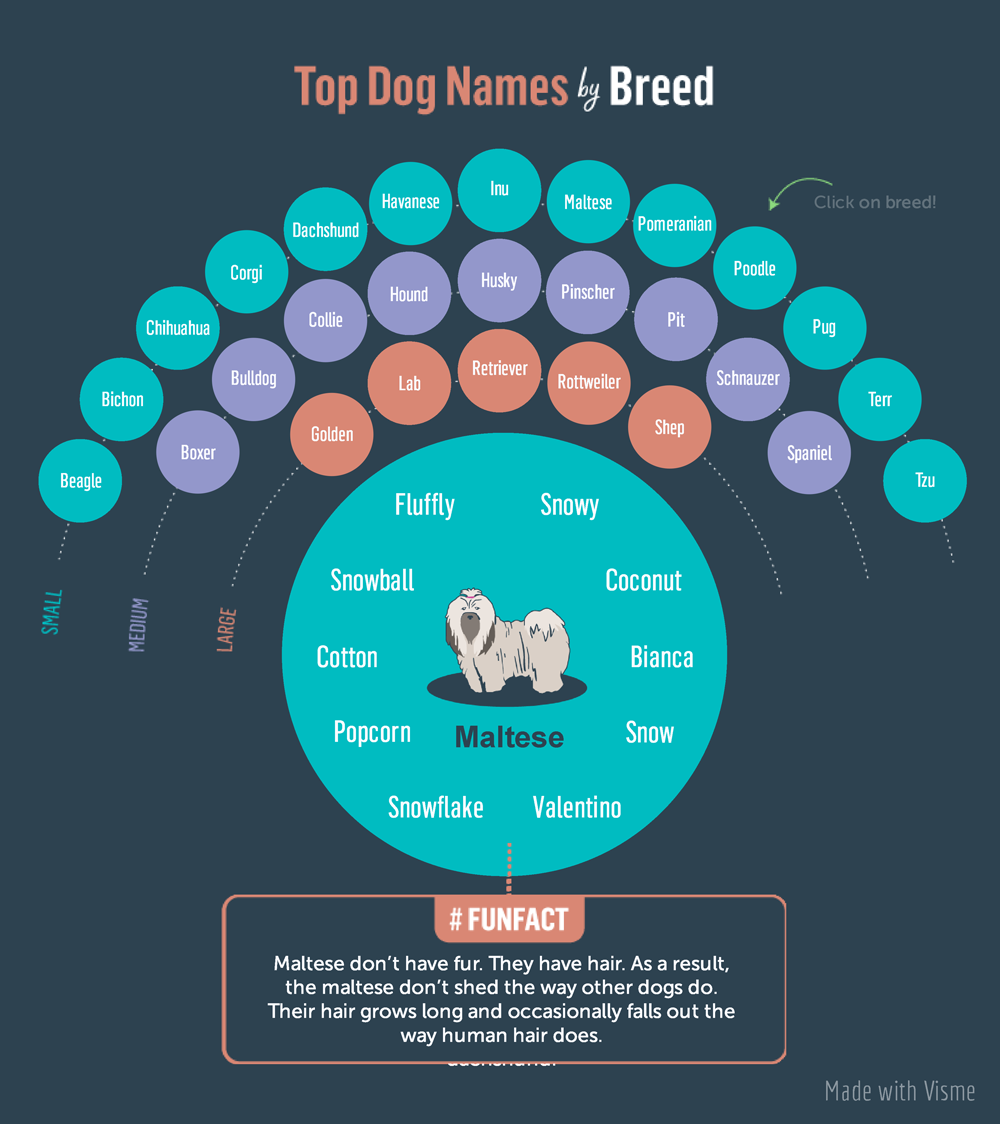 Top Dog Names by Breed
Click on breed!
Inu
Havanese
Maltese
Dachshund
Pomeranian
Corgi
Poodle
Chihuahua
Pug
Bichon
Terr
Beagle
Tzu
Husky
Hound
Pinscher
Collie
Pit
Bulldog
Schnauzer
Boxer
Spaniel
Retriever
Lab
Rottweiler
Golden
Shep
SMALL
MEDIUM
LARGE
Fluffly
Snowy
Snowball
Coconut
Cotton
Bianca
Popcorn
Maltese
Snow
Snowflake
Valentino
# FUNFACT
Maltese don't have fur. They have hair. As a result,
the maltese don't shed the way other dogs do.
Their hair grows long and occasionally falls out the
way human hair does.
Made with Visme